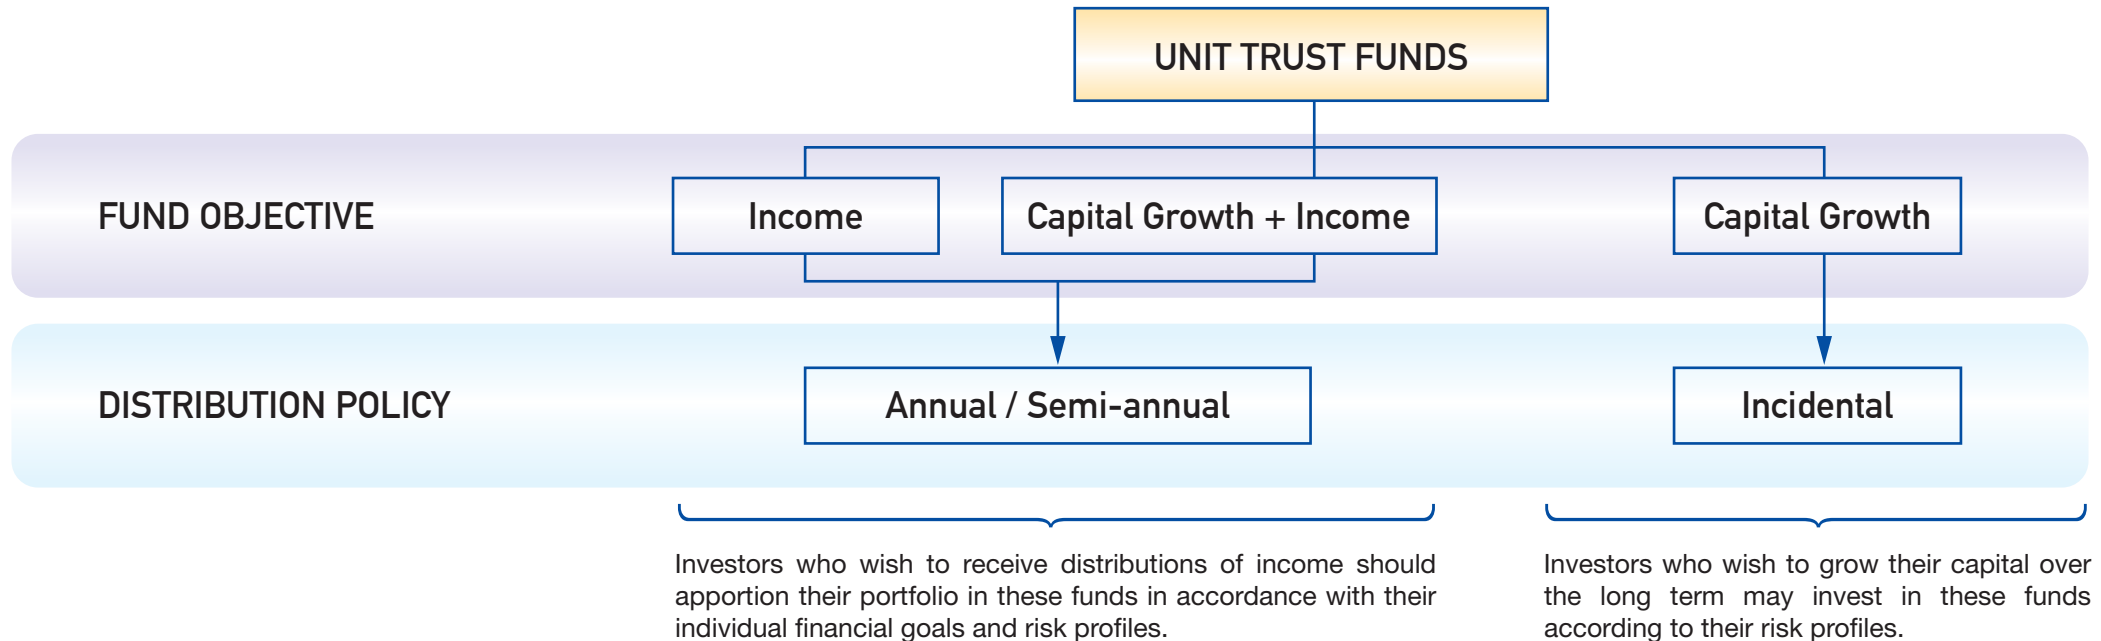 UNIT TRUST FUNDS
FUND OBJECTIVE
Income
Capital Growth + Income
Capital Growth
DISTRIBUTION POLICY
Annual / Semi-annual
Incidental
Investors who wish to receive distributions of income should
apportion their portfolio in these funds in accordance with their
individual financial goals and risk profiles.
Investors who wish to grow their capital over
the long term may invest in these funds
according to their risk profiles.